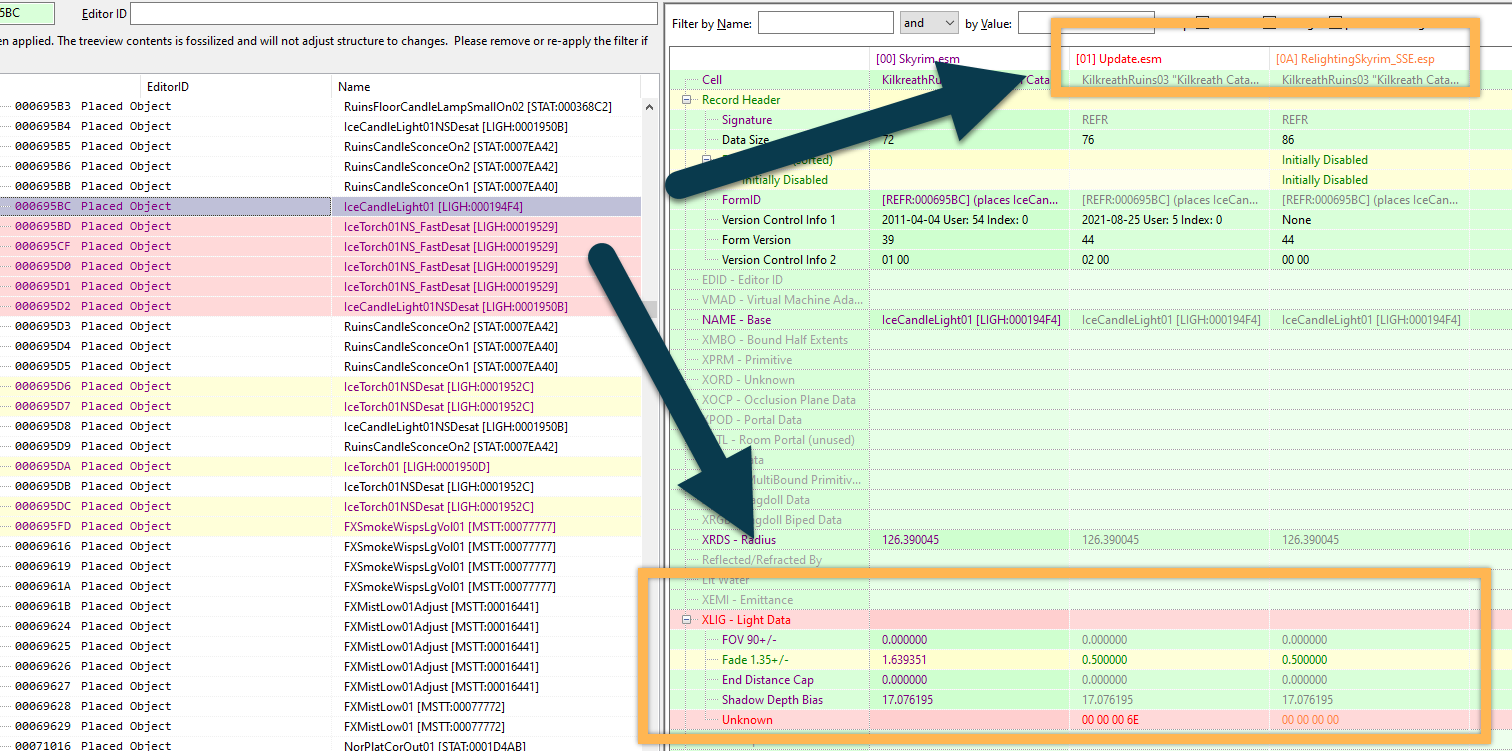 5BC
Editor ID
en applied. The treeview contents is fossilized and will not adjust structure to changes. Please remove or re-apply the filter if
EditorID Name
000695B3 Placed Object RuinsFloorCandleLampSmallOn02 [STAT:000368C2]
000695B4 Placed Object IceCandleLight01NSDesat [LIGH:0001950B]
000695B5 Placed Object RuinsCandleSconceOn2 [STAT:0007EA42]
000695B6 Placed Object RuinsCandleSconceOn2 [STAT:0007EA42]
000695BB Placed Object RuinsCandleSconceOn1 [STAT:0007EA40]
000695BC Placed Object IceCandleLight01 [LIGH:000194F4]
000695BD Placed Object IceTorch01NS_FastDesat [LIGH:00019529]
000695CF Placed Object IceTorch01NS_FastDesat [LIGH:00019529]
000695D0 Placed Object IceTorch01NS_FastDesat [LIGH:00019529]
000695D1 Placed Object IceTorch01NS_FastDesat [LIGH:00019529]
000695D2 Placed Object IceCandleLight01NSDesat [LIGH:0001950B]
000695D3 Placed Object RuinsCandleSconceOn2 [STAT:0007EA42]
000695D4 Placed Object RuinsCandleSconceOn1 [STAT:0007EA40]
000695D5 Placed Object RuinsCandleSconceOn1 [STAT:0007EA40]
000695D6 Placed Object IceTorch01NSDesat [LIGH:0001952C]
000695D7 Placed Object IceTorch01NSDesat [LIGH:0001952C]
000695D8 Placed Object IceCandleLight01NSDesat [LIGH:0001950B]
000695D9 Placed Object RuinsCandleSconceOn2 [STAT:0007EA42]
000695DA Placed Object IceTorch01 [LIGH:0001950D]
000695DB Placed Object IceTorch01NSDesat [LIGH:0001952C]
000695DC Placed Object IceTorch01NSDesat [LIGH:0001952C]
000695FD Placed Object FXSmokeWispsLgVol01 [MSTT:00077777]
00069616 Placed Object FXSmokeWispsLgVol01 [MSTT:00077777]
00069619 Placed Object FXSmokeWispsLgVol01 [MSTT:00077777]
0006961A Placed Object FXSmokeWispsLgVol01 [MSTT:00077777]
0006961B Placed Object FXMistLow01Adjust [MSTT:00016441]
00069624 Placed Object FXMistLow01Adjust [MSTT:00016441]
00069625 Placed Object FXMistLow01Adjust [MSTT:00016441]
00069626 Placed Object FXMistLow01Adjust [MSTT:00016441]
00069627 Placed Object FXMistLow01Adjust [MSTT:00016441]
00069628 Placed Object FXMistLow01 [MSTT:00077772]
00069629 Placed Object FXMistLow01 [MSTT:00077772]
00071016 Placed Object NorPlatCorOut01 [STAT:0001D4AB]
Filter by Name: and by Value:
[00] Skyrim.esm [01] Update.esm [0A] RelightingSkyrim_SSE.esp
Cell KilkreathRuins03 "Kilkreath Cata... KilkreathRuins03 "Kilkreath Cata...
Record Header
Signature REFR REFR
Data Size 72 76 86
Initially Disabled
Initially Disabled Initially Disabled
FormID [REFR:000695BC] (places IceCan... [REFR:000695BC] (places IceCan... [REFR:000695BC] (places IceCan...
Version Control Info 1 2011-04-04 User: 54 Index: 0 2021-08-25 User: 5 Index: 0 None
Form Version 39 44 44
Version Control Info 2 01 00 02 00 00 00
EDID - Editor ID
VMAD - Virtual Machine Ada...
NAME - Base IceCandleLight01 [LIGH:000194F4] IceCandleLight01 [LIGH:000194F4] IceCandleLight01 [LIGH:000194F4]
XMBO - Bound Half Extents
XPRM - Primitive
XORD - Unknown
XOCP - Occlusion Plane Data
XPOD - Portal Data
- Room Portal (unused)
MultiBound Primitiv...
Data
Biped Data
XRDS - Radius 126.390045 126.390045 126.390045
Reflected/Refracted By
Lit Water
XEMI - Emittance
XLIG - Light Data
FOV 90+/- 0.000000 0.000000 0.000000
Fade 1.35+/- 1.639351 0.500000 0.500000
End Distance Cap 0.000000 0.000000 0.000000
Shadow Depth Bias 17.076195 17.076195 17.076195
Unknown 00 00 00 6E 00 00 00 00